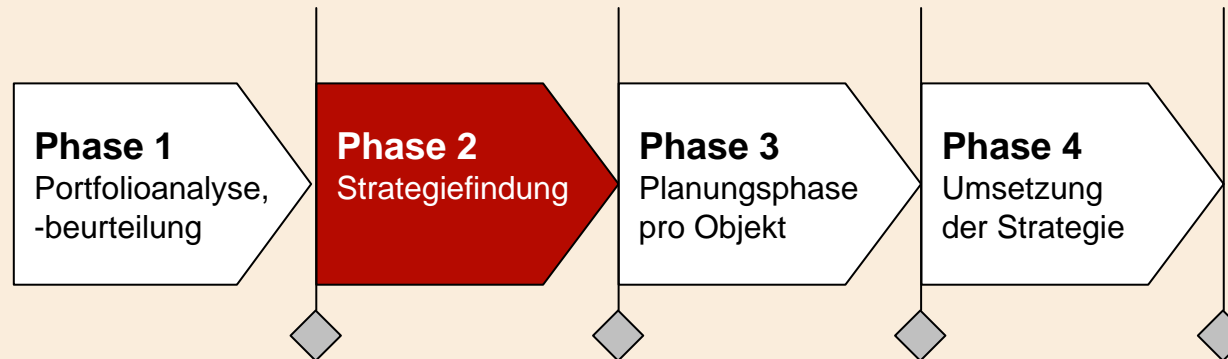 Phase 1
Portfolioanalyse,
-beurteilung
Phase 2
Strategiefindung
Phase 3
Planungsphase
pro Objekt
Phase 4
Umsetzung
der Strategie